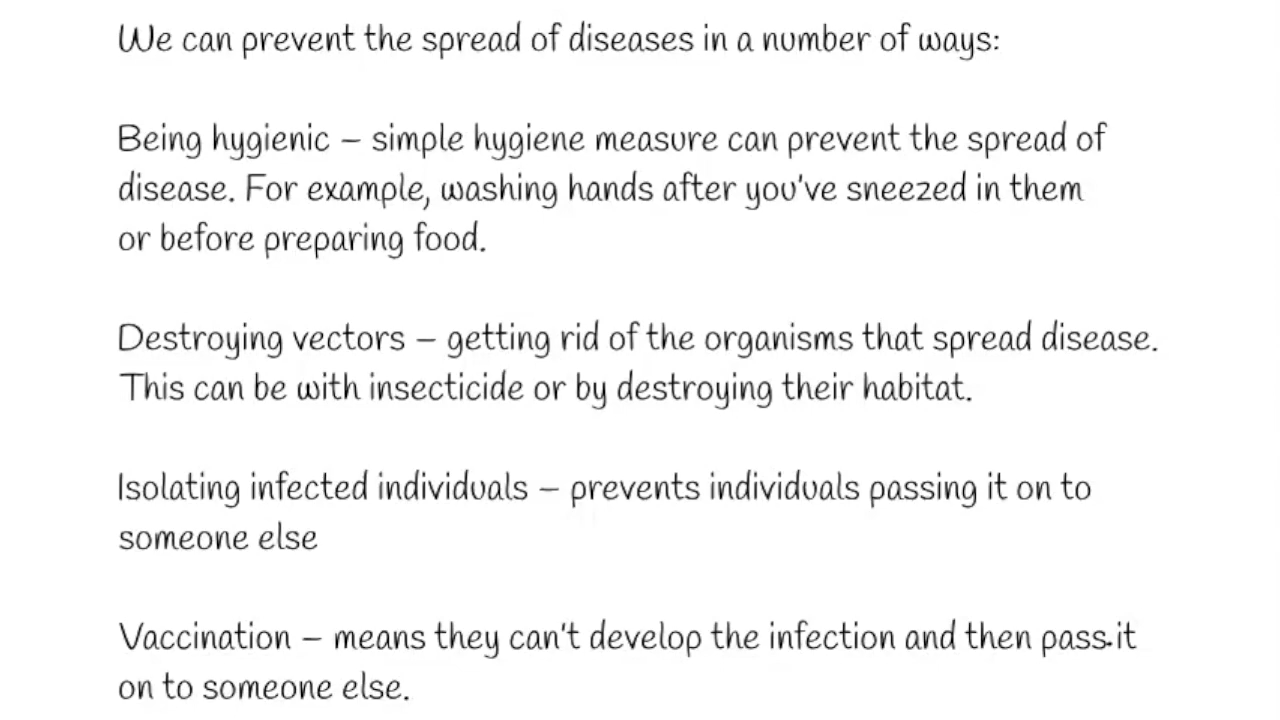 We can prevent the spread of diseases in a number of ways:
Being hygienic – simple hygiene measure can prevent the spread of
disease. For example, washing hands after you've sneezed in them
or before preparing food.
Destroying vectors – getting rid of the organisms that spread disease.
This can be with insecticide or by destroying their habitat.
Isolating infected individuals – prevents individuals passing it on to
someone else
Vaccination – means they can't develop the infection and then pass it
on to someone else.